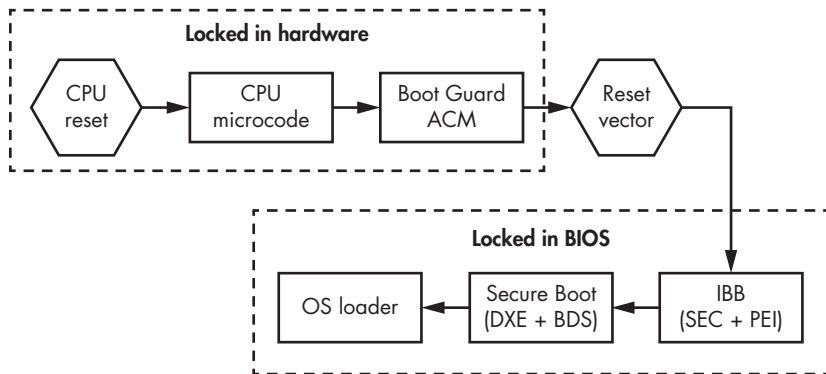 Locked in hardware
CPU
reset
CPU
microcode
Boot Guard
ACM
Reset
vector
Locked in BIOS
OS loader
Secure Boot
(DXE + BDS)
IBB
(SEC + PEI)